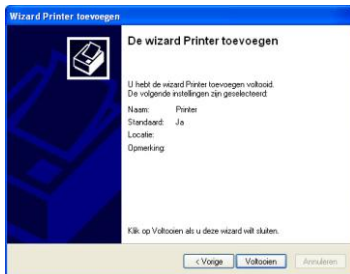 Wizard Printer toevoegen
De wizard Printer toevoegen
U hebt de wizard Printer toevoegen voltooid.
De volgende instellingen zijn geselecteerd:
Naam: Printer
Standaard: Ja
Locatie:
Opmerking:
Klik op Voltooien als u deze wizard wilt sluiten.
< Vorige Voltooien Annuleren